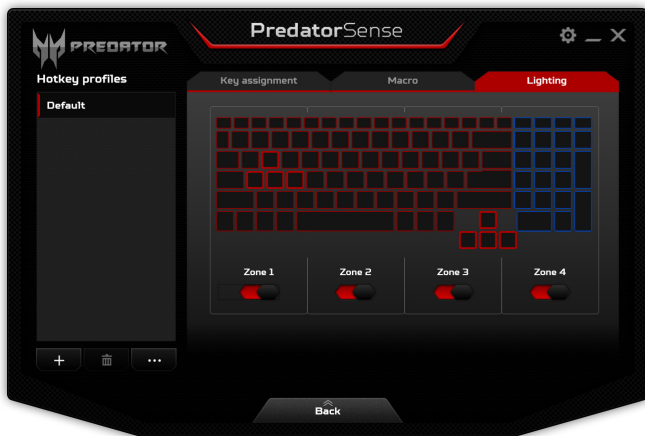 PREDATOR
PredatorSense
Hotkey profiles
Default
Key assignment
Macro
Lighting
Zone 1
Zone 2
Zone 3
Zone 4
Back